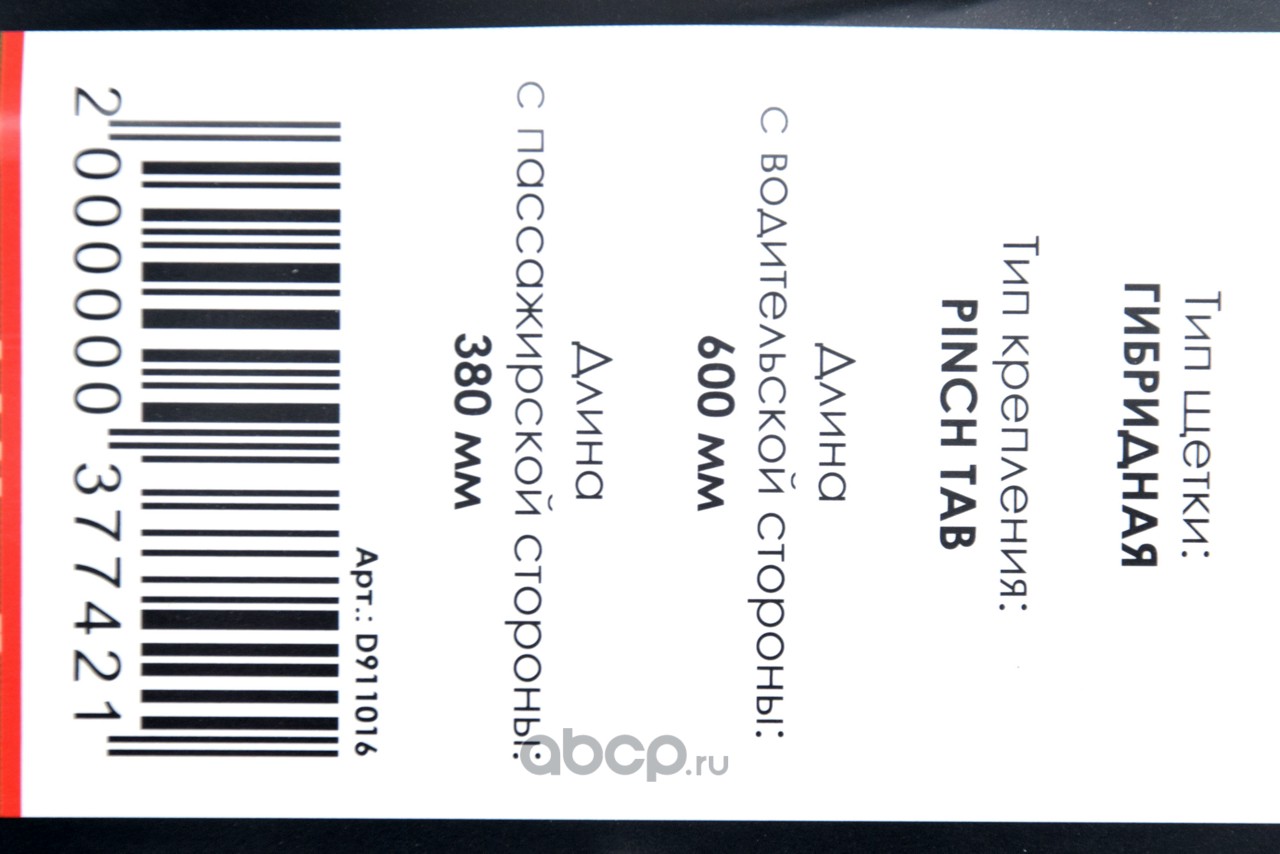 Тип щетки:
ГИБРИДНАЯ
Тип крепления:
PINCH TAB
Длина
с водительской стороны:
600 мм
Длина
с пассажирской стороны:
380 мм
Арт.: D911016
2 000000 377421
abcp.ru